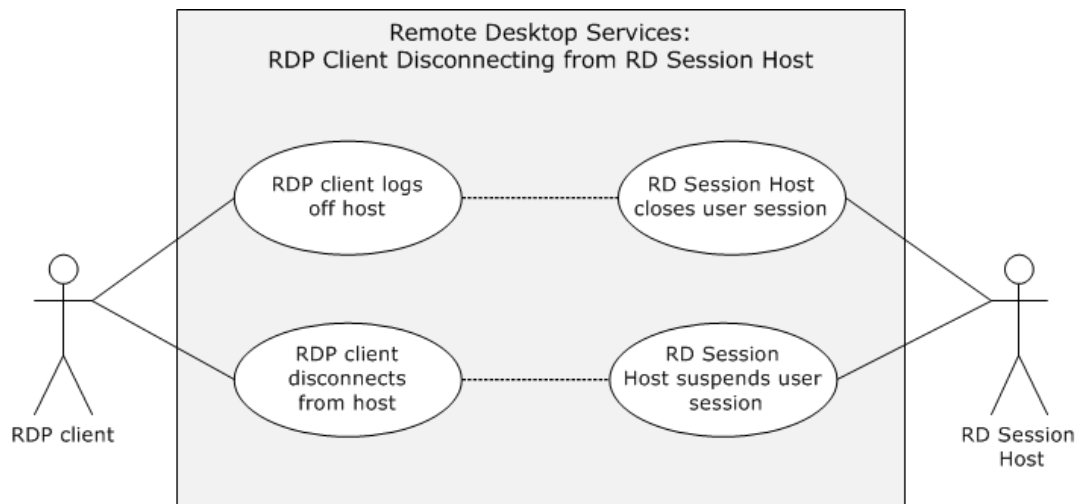 Remote Desktop Services:
RDP Client Disconnecting from RD Session Host
RDP client logs
off host
RD Session Host
closes user session
RDP client
disconnects
from host
RD Session
Host suspends user
session
RDP client
RD Session
Host